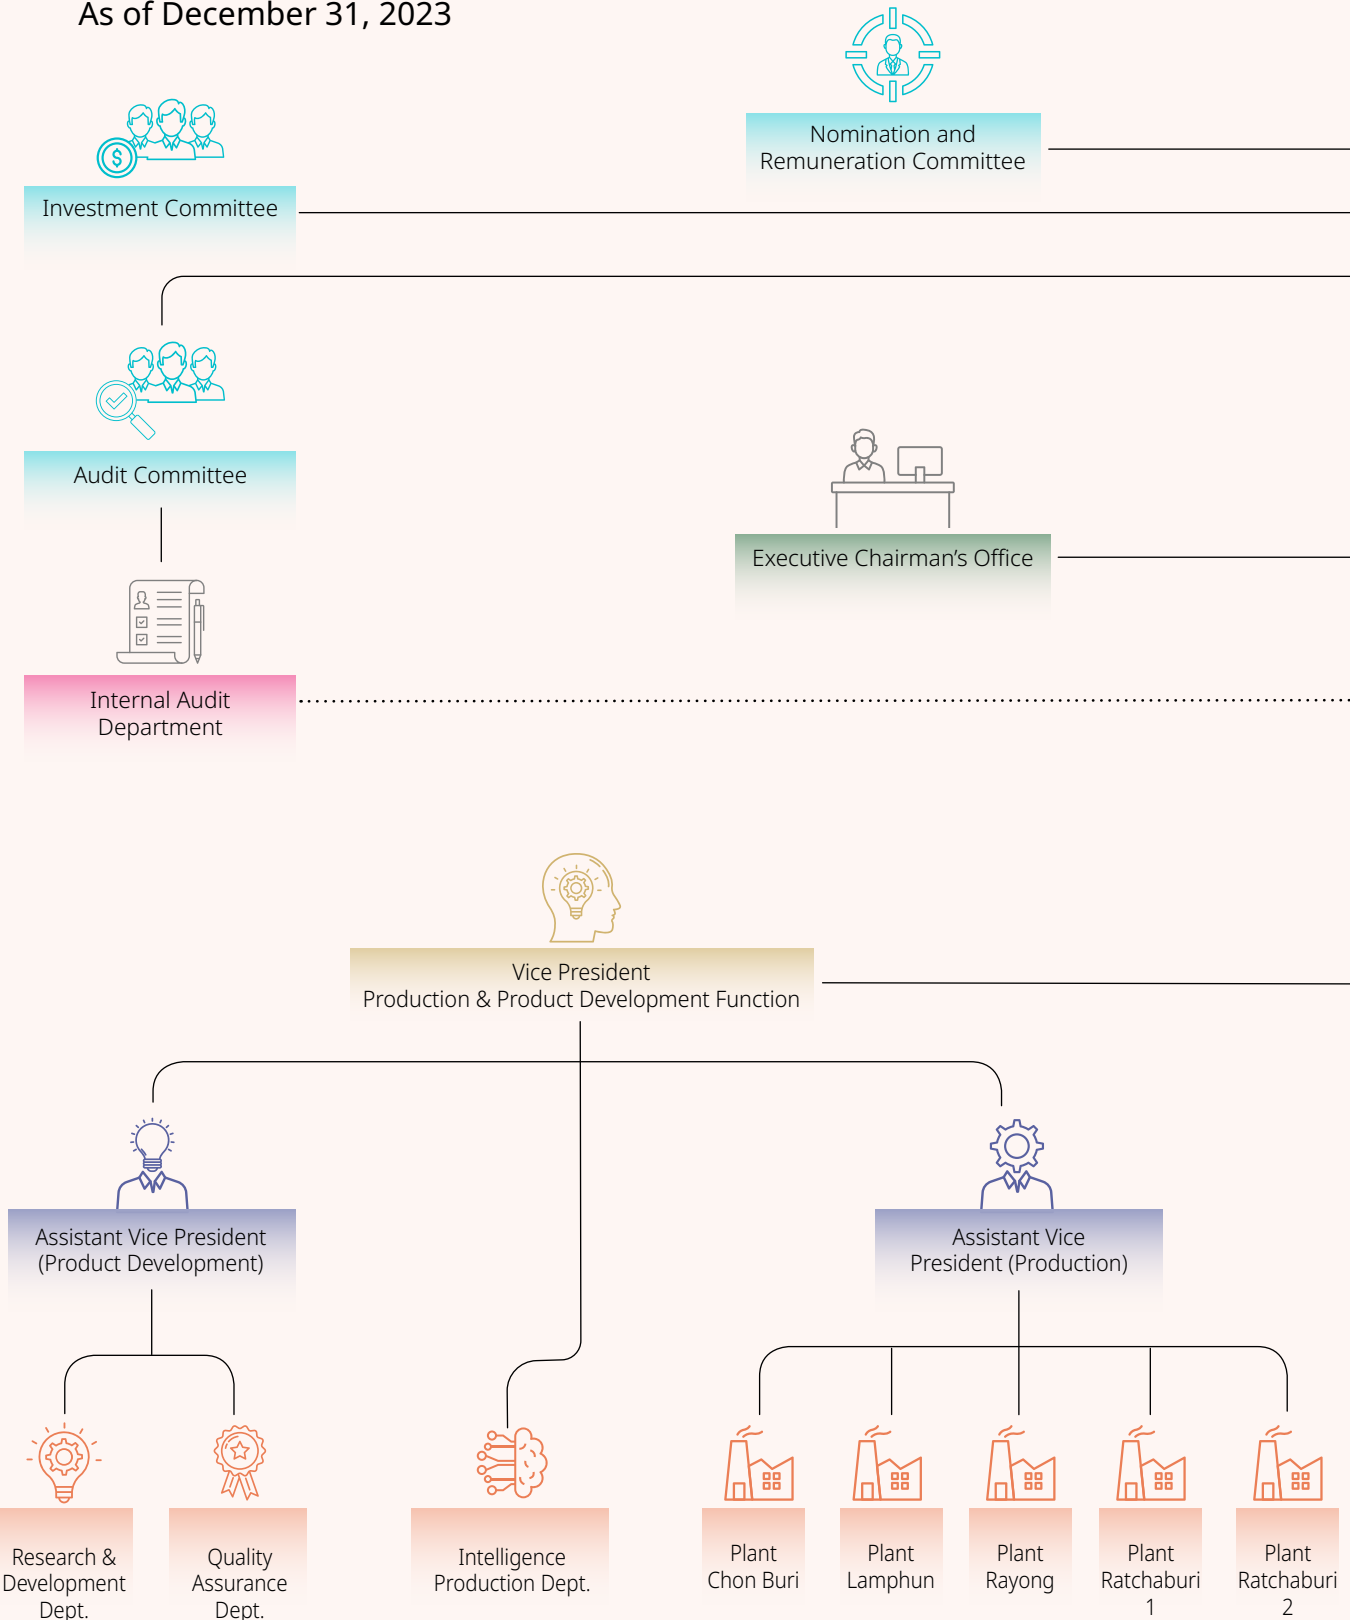 As of December 31, 2023
Nomination and
Remuneration Committee
Investment Committee
$
Audit Committee
Executive Chairman’s Office
Internal Audit
Department
Vice President
Production & Product Development Function
Assistant Vice President
(Product Development)
Assistant Vice
President (Production)
Research &
Development
Dept.
Quality
Assurance
Dept.
Intelligence
Production Dept.
Plant
Chon Buri
Plant
Lamphun
Plant
Rayong
Plant
Ratchaburi
1
Plant
Ratchaburi
2